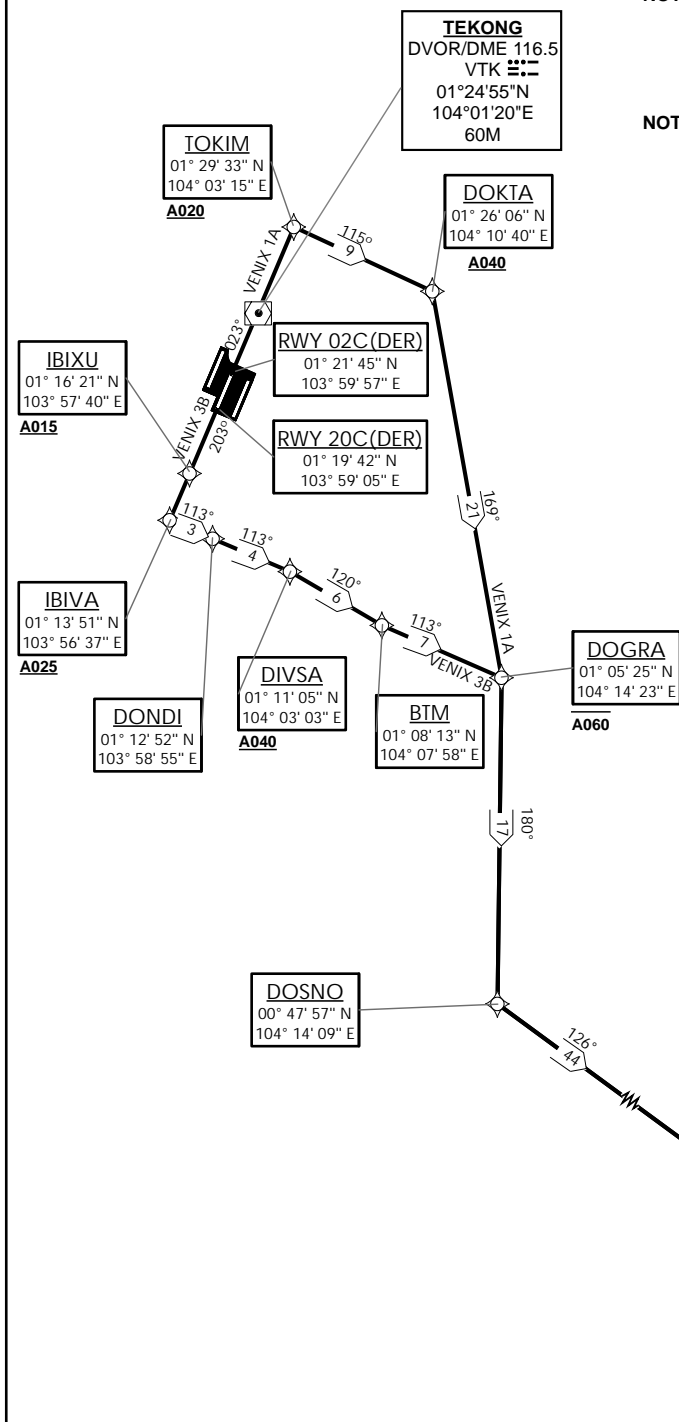 NOT
TEKONG
DVOR/DME 116.5
VTK
01°24'55"N
104°01'20"E
60M
NOT
TOKIM
01° 29' 33" N
104° 03' 15" E
A020
DOKTA
01° 26' 06" N
104° 10' 40" E
A040
115°
9
VENIX 1A
023°
RWY 02C(DER)
01° 21' 45" N
103° 59' 57" E
IBIXU
01° 16' 21" N
103° 57' 40" E
A015
VENIX 3B
203°
RWY 20C(DER)
01° 19' 42" N
103° 59' 05" E
169°
21
113°
3
113°
4
120°
6
113°
7
VENIX 3B
VENIX 1A
IBIVA
01° 13' 51" N
103° 56' 37" E
A025
DONDI
01° 12' 52" N
103° 58' 55" E
DIVSA
01° 11' 05" N
104° 03' 03" E
A040
BTM
01° 08' 13" N
104° 07' 58" E
DOGRA
01° 05' 25" N
104° 14' 23" E
A060
180°
17
DOSNO
00° 47' 57" N
104° 14' 09" E
126°
44